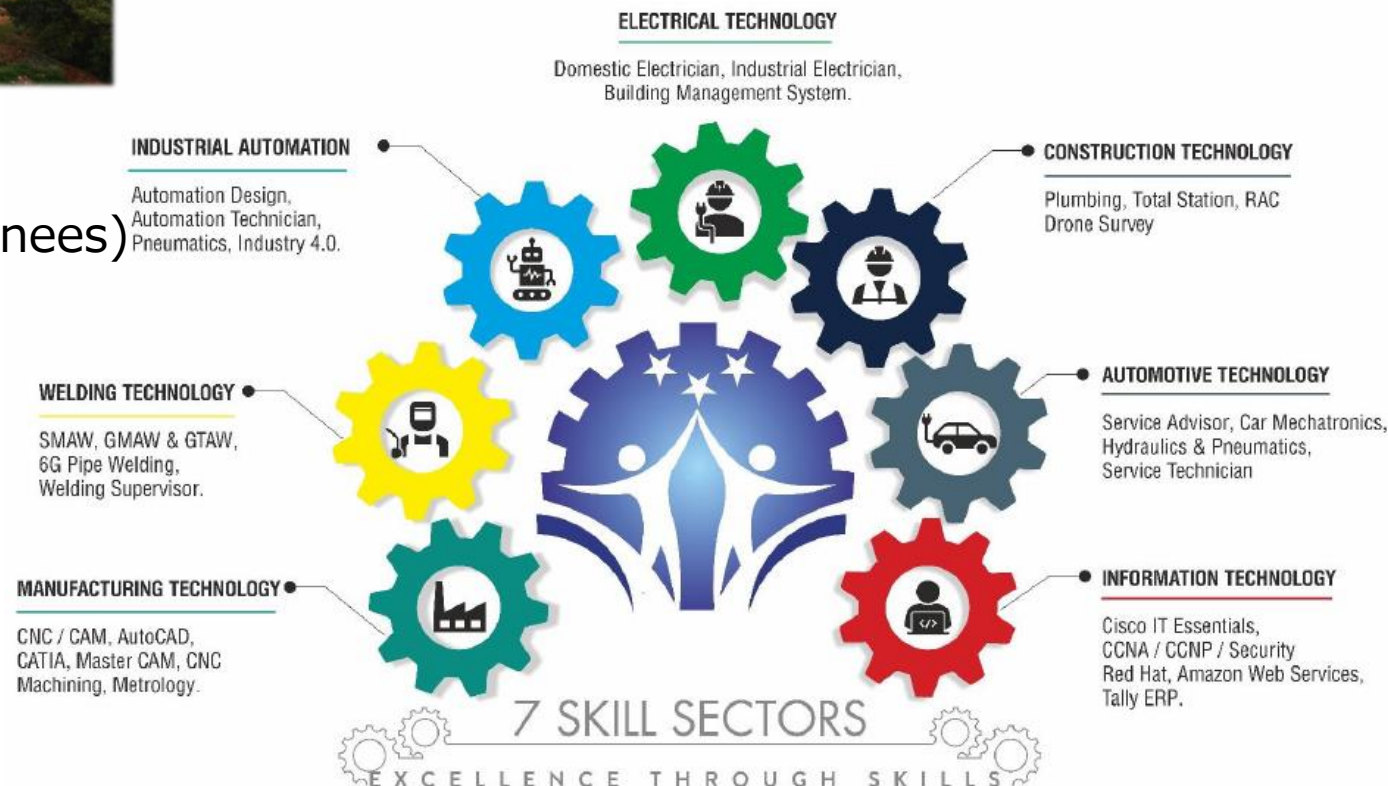 ELECTRICAL TECHNOLOGY
Domestic Electrician, Industrial Electrician,
Building Management System.
INDUSTRIAL AUTOMATION
Automation Design,
Automation Technician,
Pneumatics, Industry 4.0.
nees)
CONSTRUCTION TECHNOLOGY
Plumbing, Total Station, RAC
Drone Survey
WELDING TECHNOLOGY
SMAW, GMAW & GTAW,
6G Pipe Welding,
Welding Supervisor.
AUTOMOTIVE TECHNOLOGY
Service Advisor, Car Mechatronics,
Hydraulics & Pneumatics,
Service Technician
MANUFACTURING TECHNOLOGY
CNC / CAM, AutoCAD,
CATIA, Master CAM, CNC
Machining, Metrology.
INFORMATION TECHNOLOGY
Cisco IT Essentials,
CCNA / CCNP / Security
Red Hat, Amazon Web Services,
Tally ERP.
</>
7 SKILL SECTORS
EXCELLENCE THROUGH SKILLS